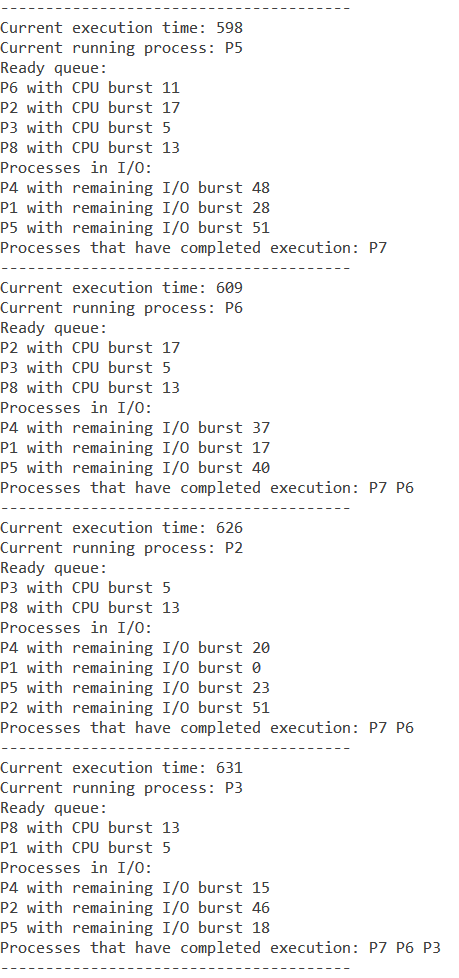 ---------------------------------------
Current execution time: 598
Current running process: P5
Ready queue:
P6 with CPU burst 11
P2 with CPU burst 17
P3 with CPU burst 5
P8 with CPU burst 13
Processes in I/O:
P4 with remaining I/O burst 48
P1 with remaining I/O burst 28
P5 with remaining I/O burst 51
Processes that have completed execution: P7
---------------------------------------
Current execution time: 609
Current running process: P6
Ready queue:
P2 with CPU burst 17
P3 with CPU burst 5
P8 with CPU burst 13
Processes in I/O:
P4 with remaining I/O burst 37
P1 with remaining I/O burst 17
P5 with remaining I/O burst 40
Processes that have completed execution: P7 P6
---------------------------------------
Current execution time: 626
Current running process: P2
Ready queue:
P3 with CPU burst 5
P8 with CPU burst 13
Processes in I/O:
P4 with remaining I/O burst 20
P1 with remaining I/O burst 0
P5 with remaining I/O burst 23
P2 with remaining I/O burst 51
Processes that have completed execution: P7 P6
---------------------------------------
Current execution time: 631
Current running process: P3
Ready queue:
P8 with CPU burst 13
P1 with CPU burst 5
Processes in I/O:
P4 with remaining I/O burst 15
P2 with remaining I/O burst 46
P5 with remaining I/O burst 18
Processes that have completed execution: P7 P6 P3
---------------------------------------